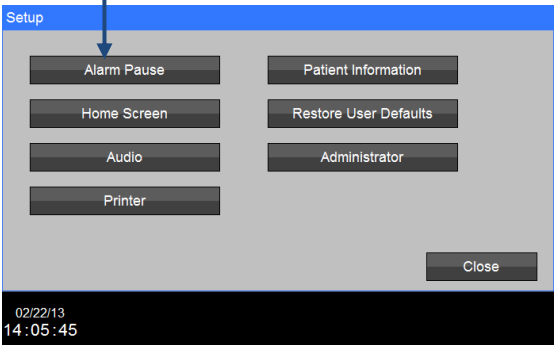 Setup
Alarm Pause
Patient Information
Home Screen
Restore User Defaults
Audio
Administrator
Printer
Close
02/22/13
14:05:45